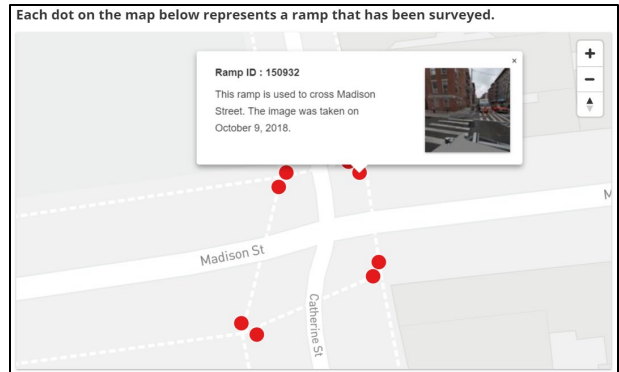 Each dot on the map below represents a ramp that has been surveyed.
×
Ramp ID : 150932
This ramp is used to cross Madison
Street. The image was taken on
October 9, 2018.
+
−
M
Madison St
Catherine St